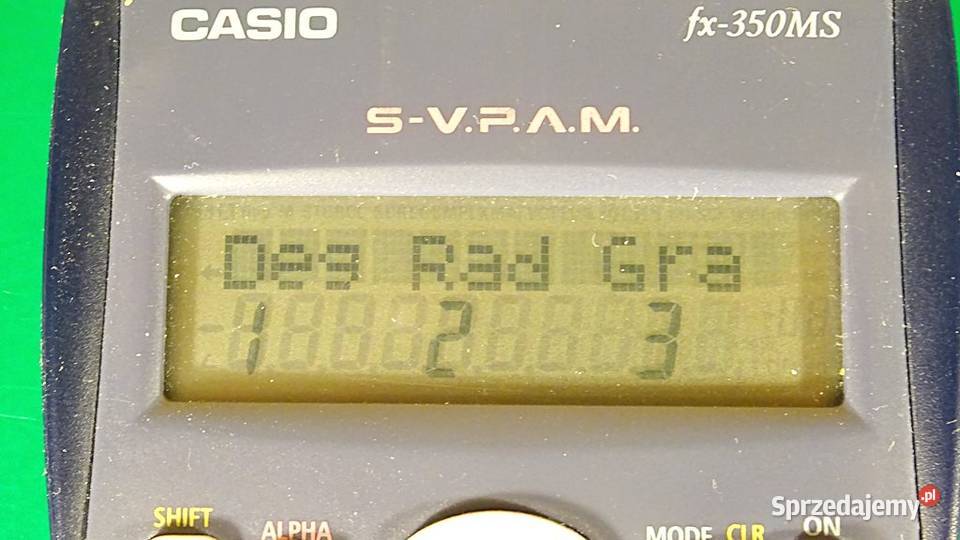 CASIO fx-350MS
S-V.P.A.M.
Deg Rad Gra
1 2 3
SHIFT ALPHA MODE CLR ON
Sprzedajemy.pl